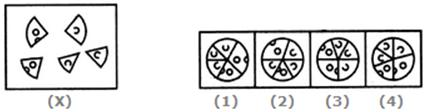 (X) (1) (2) (3) (4)